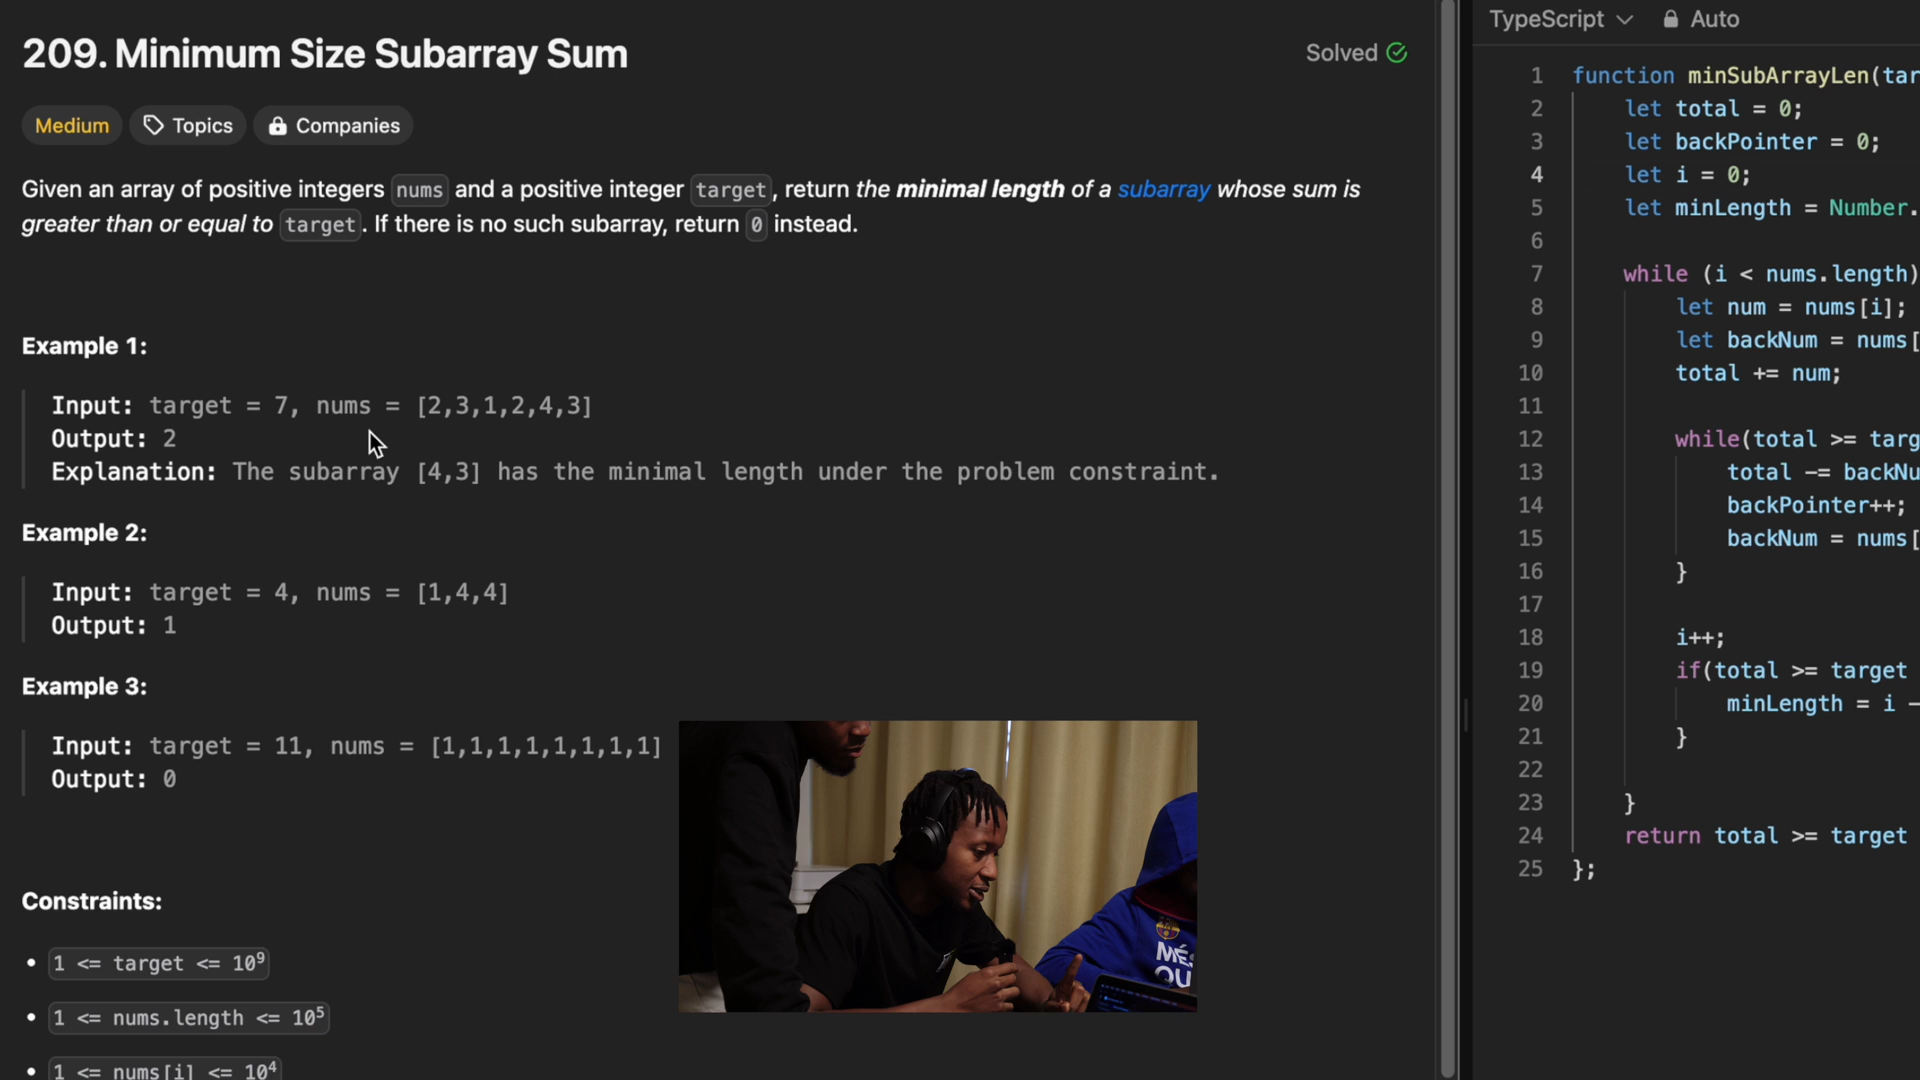 209. Minimum Size Subarray Sum
Solved
Medium
Topics
Companies
Given an array of positive integers nums and a positive integer target, return the minimal length of a subarray whose sum is
greater than or equal to target. If there is no such subarray, return 0 instead.
Example 1:
Input: target = 7, nums = [2,3,1,2,4,3]
Output: 2
Explanation: The subarray [4,3] has the minimal length under the problem constraint.
Example 2:
Input: target = 4, nums = [1,4,4]
Output: 1
Example 3:
Input: target = 11, nums = [1,1,1,1,1,1,1,1]
Output: 0
Constraints:
• 1 <= target <= 10⁹
• 1 <= nums.length <= 10⁵
• 1 <= nums[i] <= 10⁴
MÉS
QU
TypeScript
Auto
1 function minSubArrayLen(tar
2 let total = 0;
3 let backPointer = 0;
4 let i = 0;
5 let minLength = Number.
6
7 while (i < nums.length)
8 let num = nums[i];
9 let backNum = nums[
10 total += num;
11
12 while(total >= targ
13 total -= backNu
14 backPointer++;
15 backNum = nums[
16 }
17
18 i++;
19 if(total >= target
20 minLength = i -
21 }
22
23 }
24 return total >= target
25 };